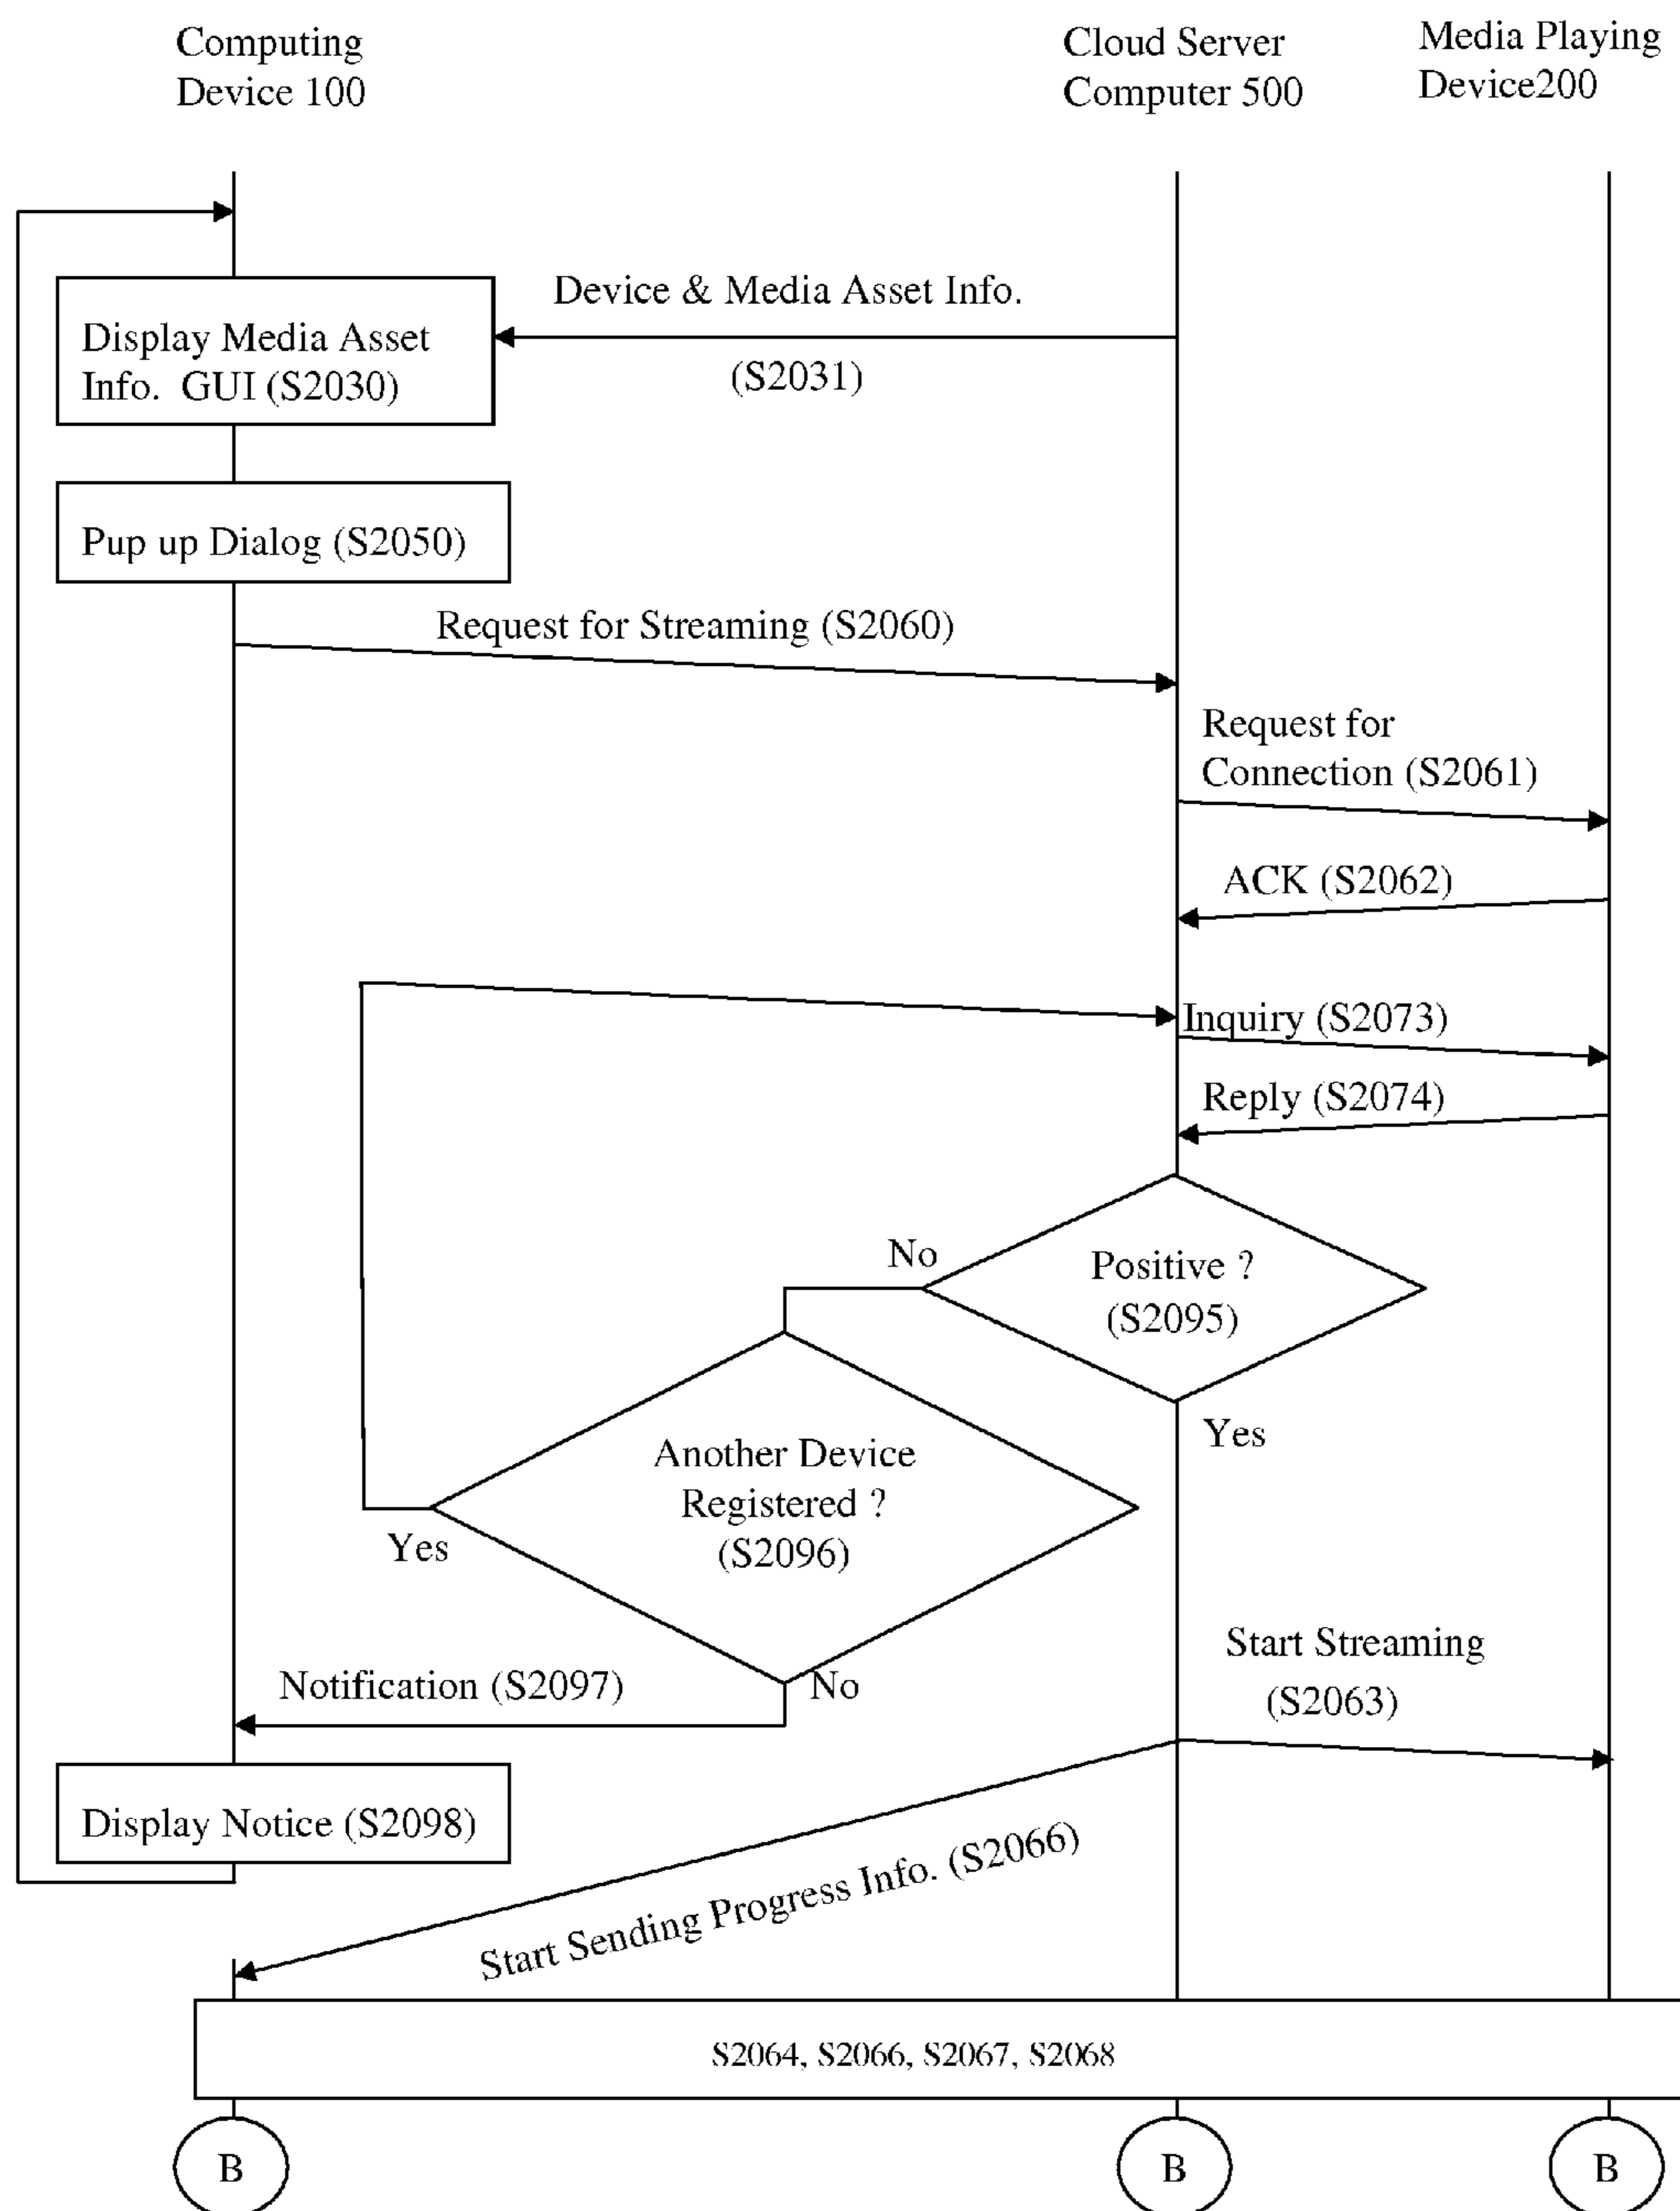 Computing
Device 100
Cloud Server
Computer 500
Media Playing
Device200
Device & Media Asset Info.
(S2031)
Display Media Asset
Info. GUI (S2030)
Pup up Dialog (S2050)
Request for Streaming (S2060)
Request for
Connection (S2061)
ACK (S2062)
Inquiry (S2073)
Reply (S2074)
No
Positive ?
(S2095)
Yes
Another Device
Registered ?
(S2096)
Yes
No
Notification (S2097)
Start Streaming
(S2063)
Display Notice (S2098)
Start Sending Progress Info. (S2066)
S2064, S2066, S2067, S2068
B
B
B